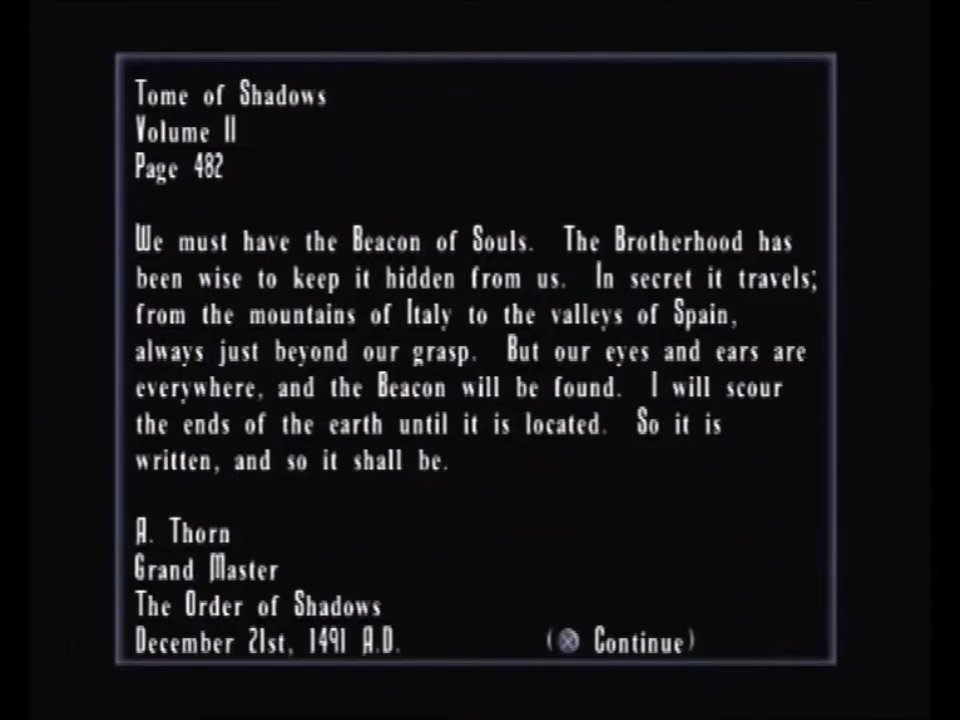 Tome of Shadows
Volume II
Page 482
We must have the Beacon of Souls. The Brotherhood has
been wise to keep it hidden from us. In secret it travels;
from the mountains of Italy to the valleys of Spain,
always just beyond our grasp. But our eyes and ears are
everywhere, and the Beacon will be found. I will scour
the ends of the earth until it is located. So it is
written, and so it shall be.
A. Thorn
Grand Master
The Order of Shadows
December 21st, 1491 A.D.
(ⓧ Continue)